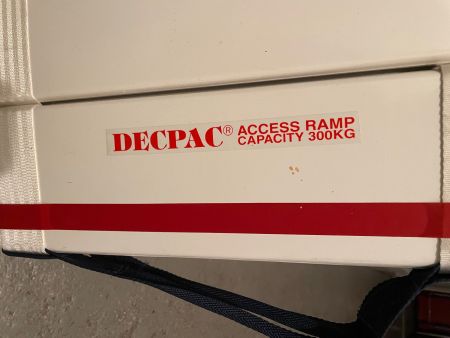 DECPAC® ACCESS RAMP
CAPACITY 300KG